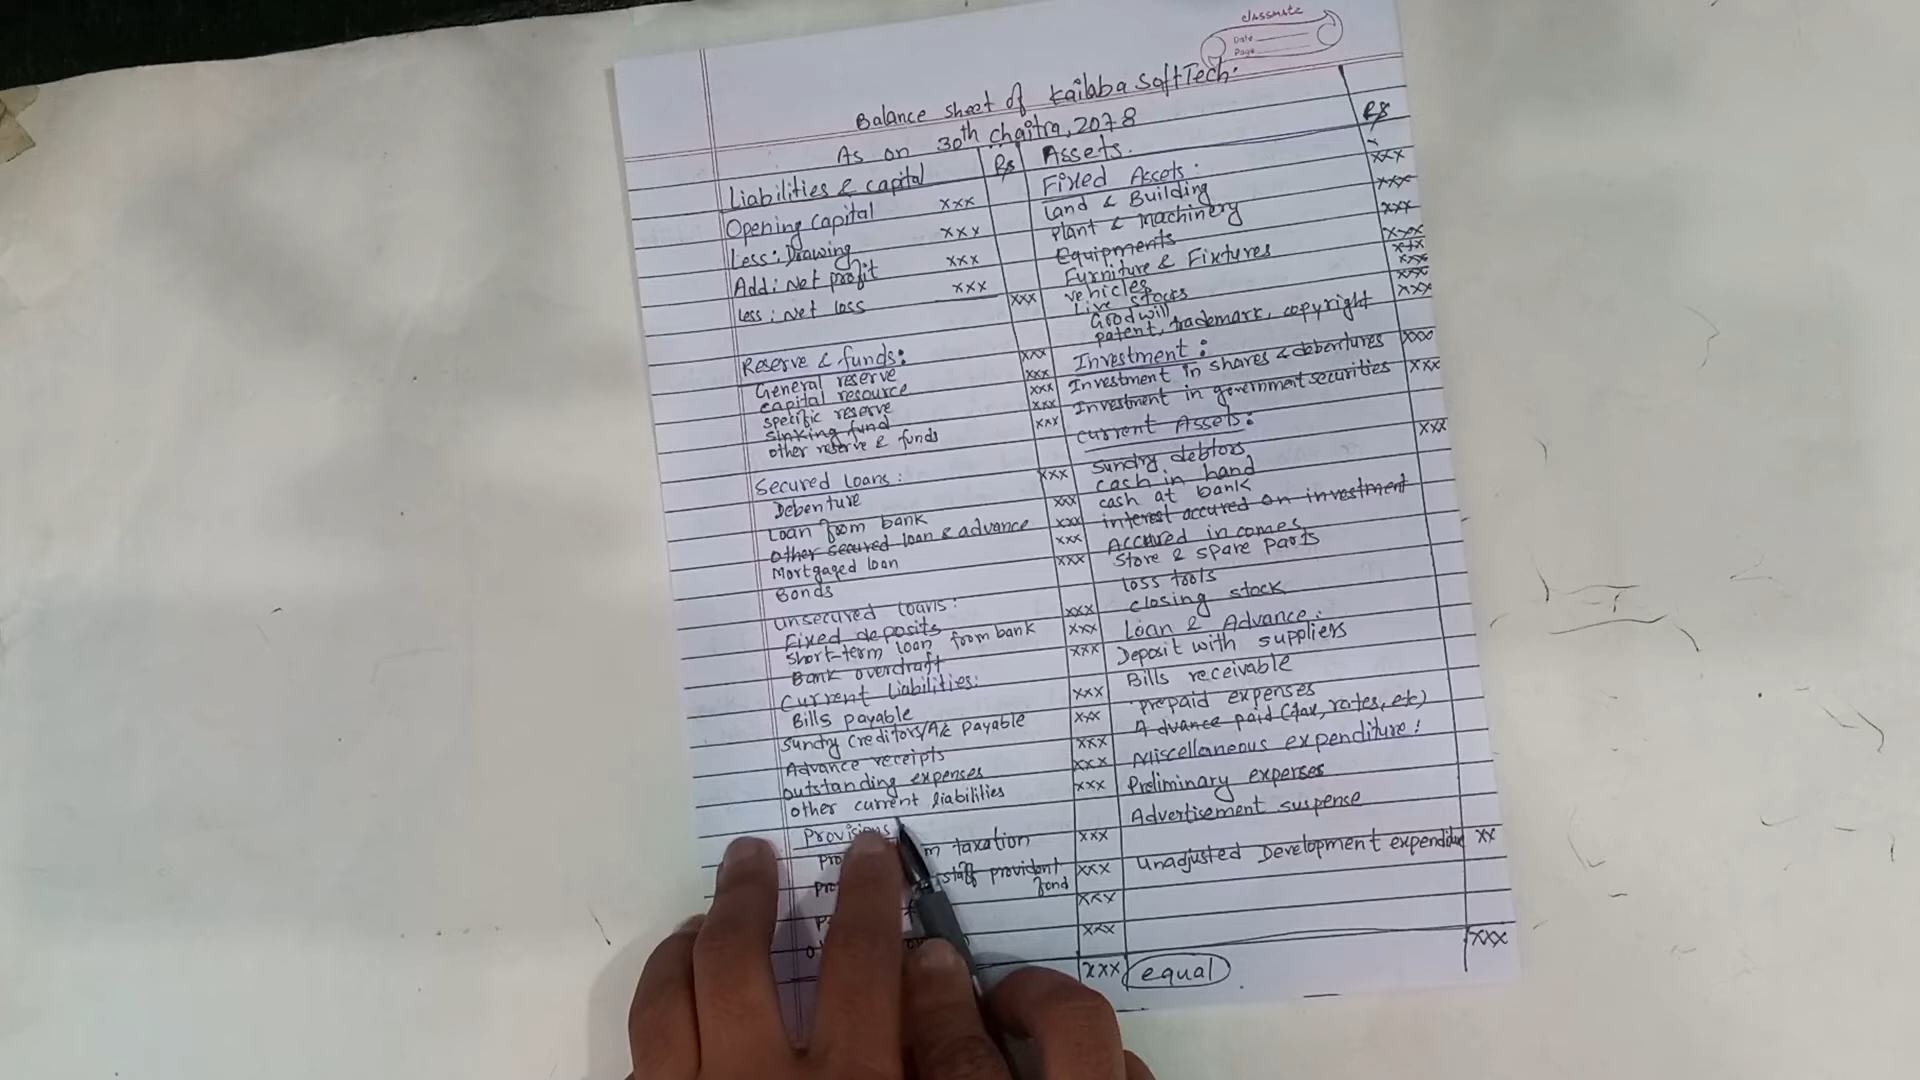 classmate
Date
Page
Balance sheet of Kailaba SoftTech.
As on 30th chaitra, 2078
Liabilities & capital Rs Assets. Rs
Fixed Assets:
Opening capital xxx Land & Building xxx
Less: Drawing xxx Plant & Machinery xxx
Equipments xxx
Add: Net profit xxx Furniture & Fixtures xxx
Less: Net loss xxx xxx vehicles xxx
Live stocks xxx
Goodwill xxx
patent, trademark, copyright xxx
Reserve & funds: xxx Investment:
General reserve xxx Investment in shares & debentures xxx
capital resource xxx Investment in government securities xxx
specific reserve xxx
sinking fund xxx current Assets:
other reserve & funds
Secured loans: xxx sundry debtors xxx
Debenture cash in hand
Loan from bank xxx cash at bank
other secured loan & advance xxx interest accured on investment
Mortgaged loan xxx Accured incomes
Bonds xxx Store & spare parts
loss tools
unsecured loans: closing stock
Fixed deposits xxx Loan & Advance:
short-term loan from bank xxx Deposit with suppliers
Bank overdraft xxx Bills receivable
Current liabilities:
Bills payable xxx prepaid expenses
sundry creditors/A/c payable xxx Advance paid (tax, rates, etc)
Advance receipts xxx Miscellaneous expenditure:
outstanding expenses xxx
other current liabilities xxx Preliminary expenses
Provisions Advertisement suspense
taxation xxx
staff provident fund xxx unadjusted Development expenditure xx
xxx
xxx
xxx equal xxx